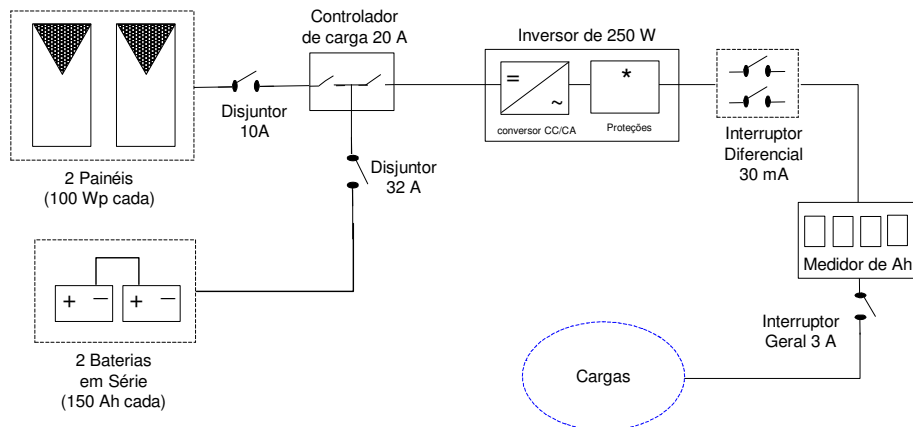 2 Painéis
(100 Wp cada)
Disjuntor
10A
Controlador
de carga 20 A
Disjuntor
32 A
+ — + —
2 Baterias
em Série
(150 Ah cada)
Inversor de 250 W
=
~
conversor CC/CA
*
Proteções
Interruptor
Diferencial
30 mA
Medidor de Ah
Interruptor
Geral 3 A
Cargas